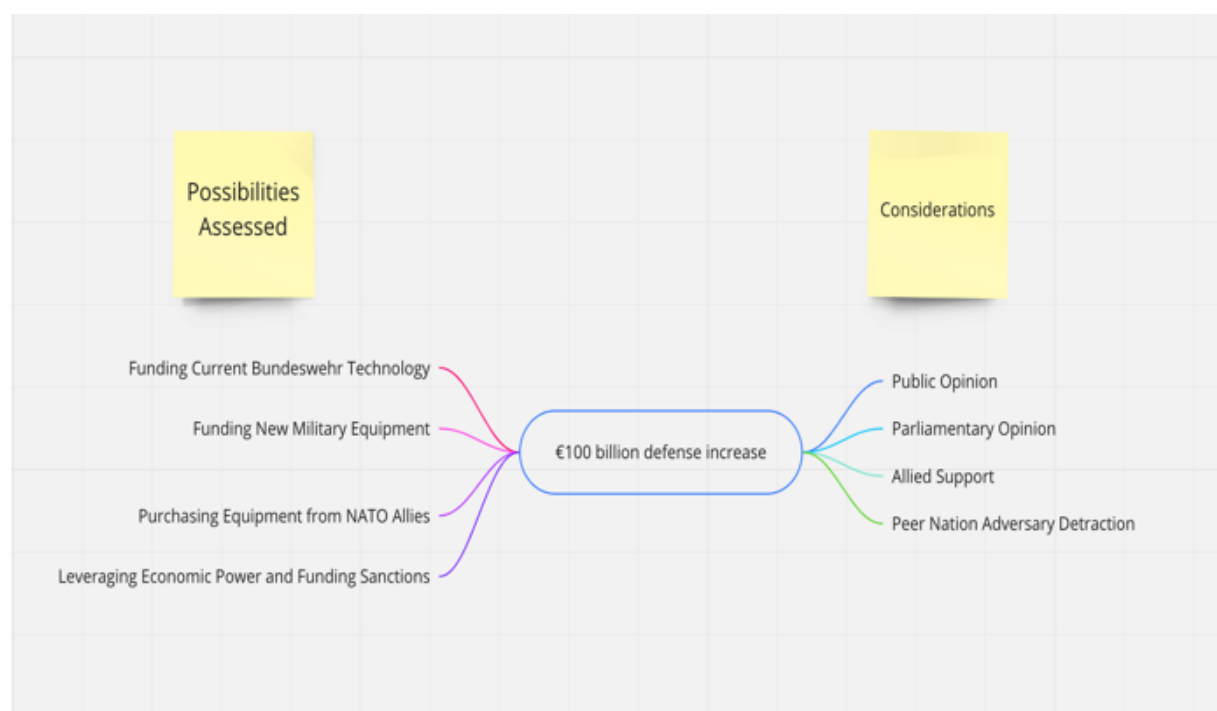 Possibilities
Assessed
Considerations
Funding Current Bundeswehr Technology
Funding New Military Equipment
Purchasing Equipment from NATO Allies
Leveraging Economic Power and Funding Sanctions
€100 billion defense increase
Public Opinion
Parliamentary Opinion
Allied Support
Peer Nation Adversary Detraction